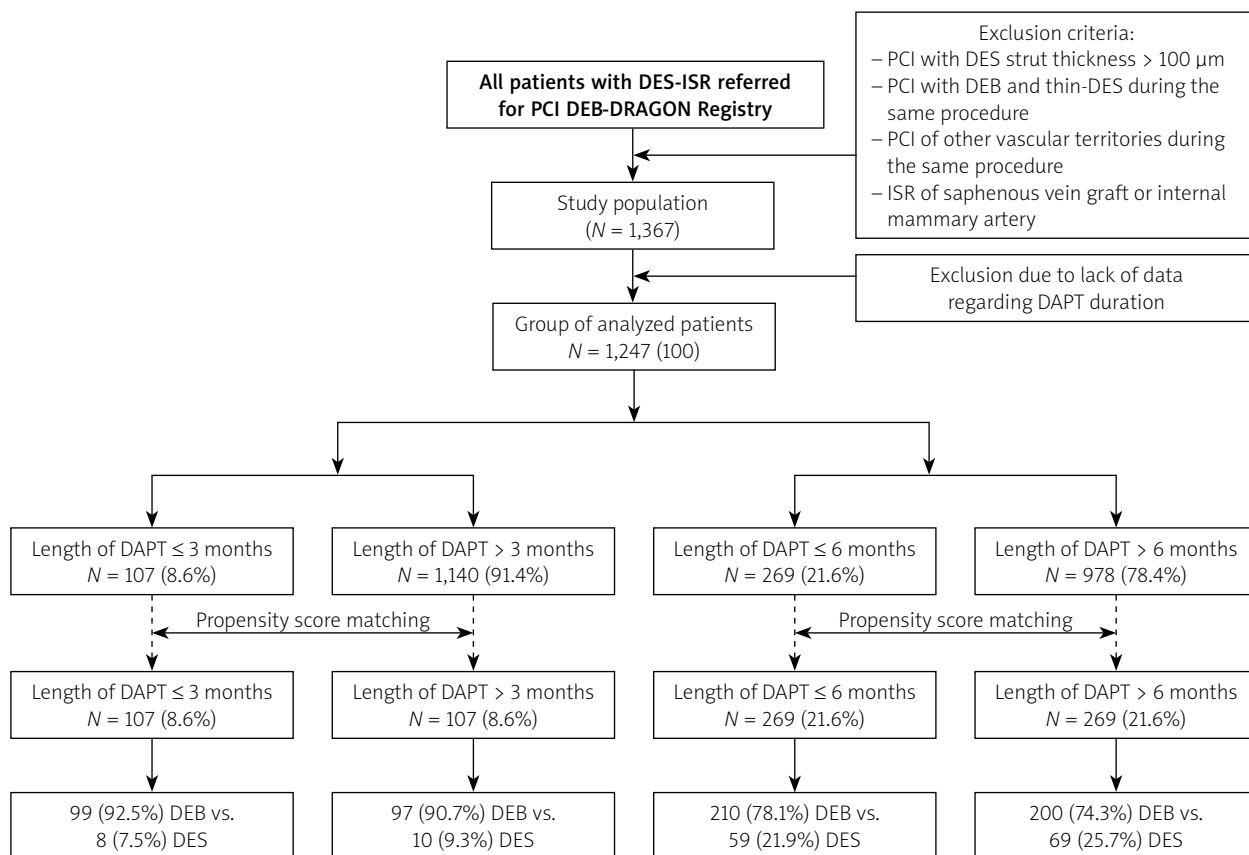 All patients with DES-ISR referred
for PCI DEB-DRAGON Registry
Exclusion criteria:
– PCI with DES strut thickness > 100 μm
– PCI with DEB and thin-DES during the
same procedure
– PCI of other vascular territories during
the same procedure
– ISR of saphenous vein graft or internal
mammary artery
Study population
(N = 1,367)
Exclusion due to lack of data
regarding DAPT duration
Group of analyzed patients
N = 1,247 (100)
Length of DAPT ≤ 3 months
N = 107 (8.6%)
Length of DAPT > 3 months
N = 1,140 (91.4%)
Length of DAPT ≤ 6 months
N = 269 (21.6%)
Length of DAPT > 6 months
N = 978 (78.4%)
Propensity score matching
Propensity score matching
Length of DAPT ≤ 3 months
N = 107 (8.6%)
Length of DAPT > 3 months
N = 107 (8.6%)
Length of DAPT ≤ 6 months
N = 269 (21.6%)
Length of DAPT > 6 months
N = 269 (21.6%)
99 (92.5%) DEB vs.
8 (7.5%) DES
97 (90.7%) DEB vs.
10 (9.3%) DES
210 (78.1%) DEB vs.
59 (21.9%) DES
200 (74.3%) DEB vs.
69 (25.7%) DES